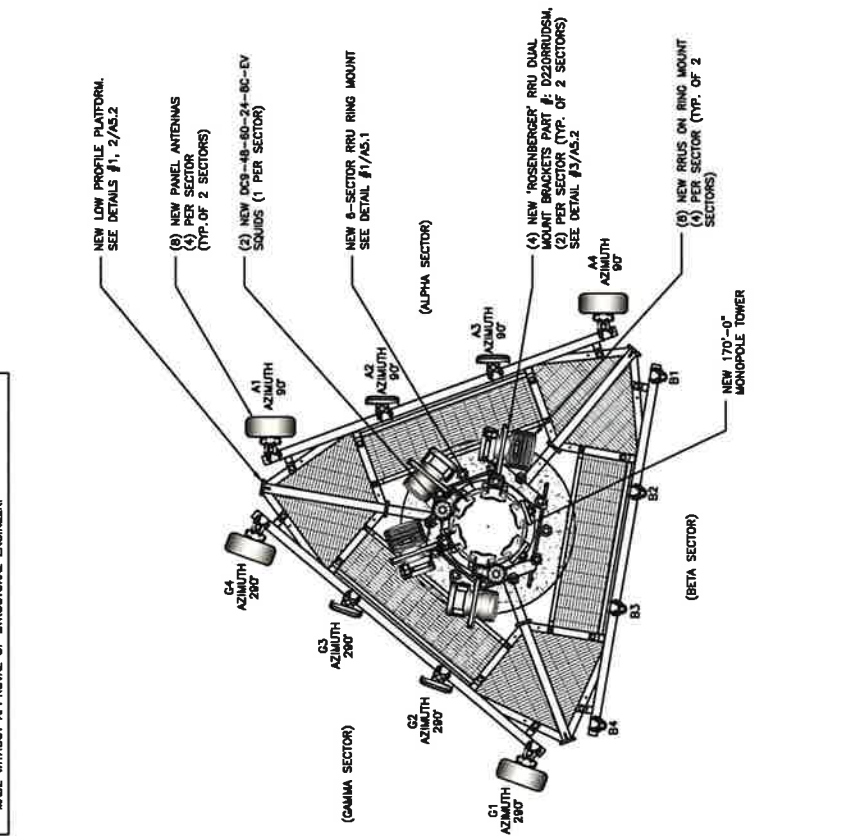 NEW LOW PROFILE PLATFORM.
SEE DETAILS #1, 2/A5.2
(8) NEW PANEL ANTENNAS
(4) PER SECTOR
(TYP. OF 2 SECTORS)
(2) NEW DC9-48-60-24-8C-EV
SQUIDS (1 PER SECTOR)
NEW 6-SECTOR RRU RING MOUNT
SEE DETAIL #1/A5.1
(ALPHA SECTOR)
(4) NEW 'ROSENBERGER' RRU DUAL
MOUNT BRACKETS PART #: D220RRUDSM,
(2) PER SECTOR (TYP. OF 2 SECTORS)
SEE DETAIL #3/A5.2
(8) NEW RRUS ON RING MOUNT
(4) PER SECTOR (TYP. OF 2
SECTORS)
NEW 170'-0"
MONOPOLE TOWER
A1
AZIMUTH
90°
A2
AZIMUTH
90°
A3
AZIMUTH
90°
A4
AZIMUTH
90°
B1
B2
B3
B4
(BETA SECTOR)
G4
AZIMUTH
290°
G3
AZIMUTH
290°
G2
AZIMUTH
290°
G1
AZIMUTH
290°
(GAMMA SECTOR)